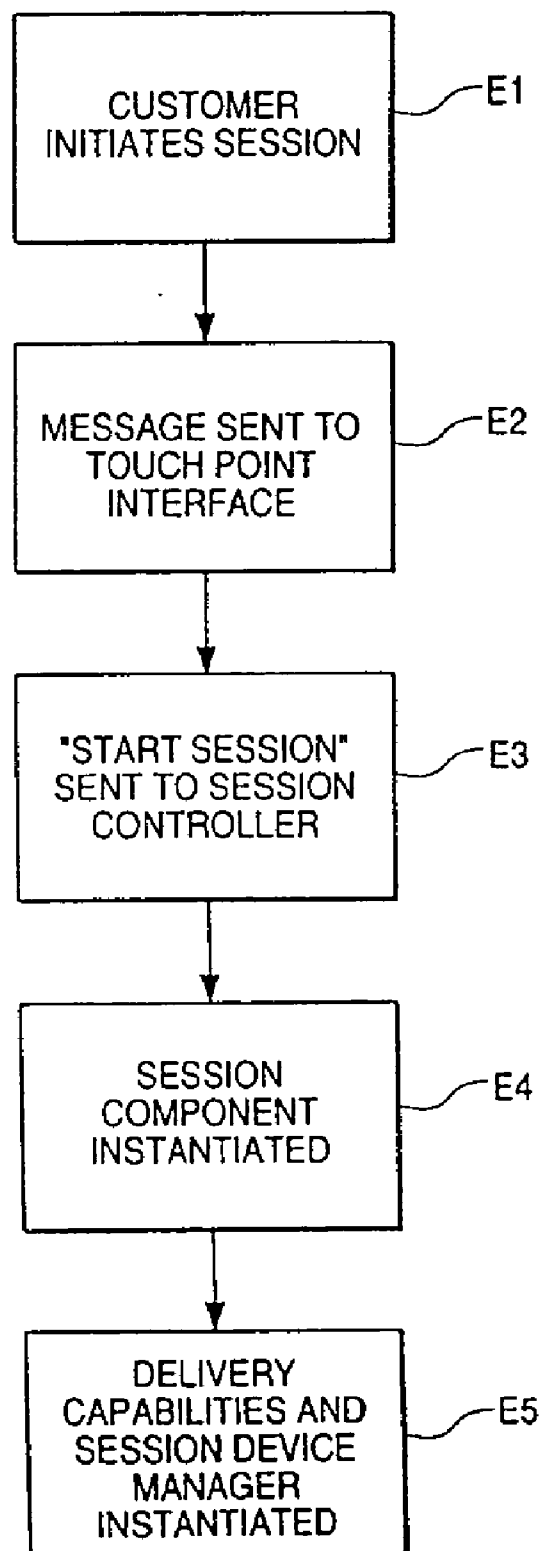 CUSTOMER
INITIATES SESSION
E1
MESSAGE SENT TO
TOUCH POINT
INTERFACE
E2
"START SESSION"
SENT TO SESSION
CONTROLLER
E3
SESSION
COMPONENT
INSTANTIATED
E4
DELIVERY
CAPABILITIES AND
SESSION DEVICE
MANAGER
INSTANTIATED
E5